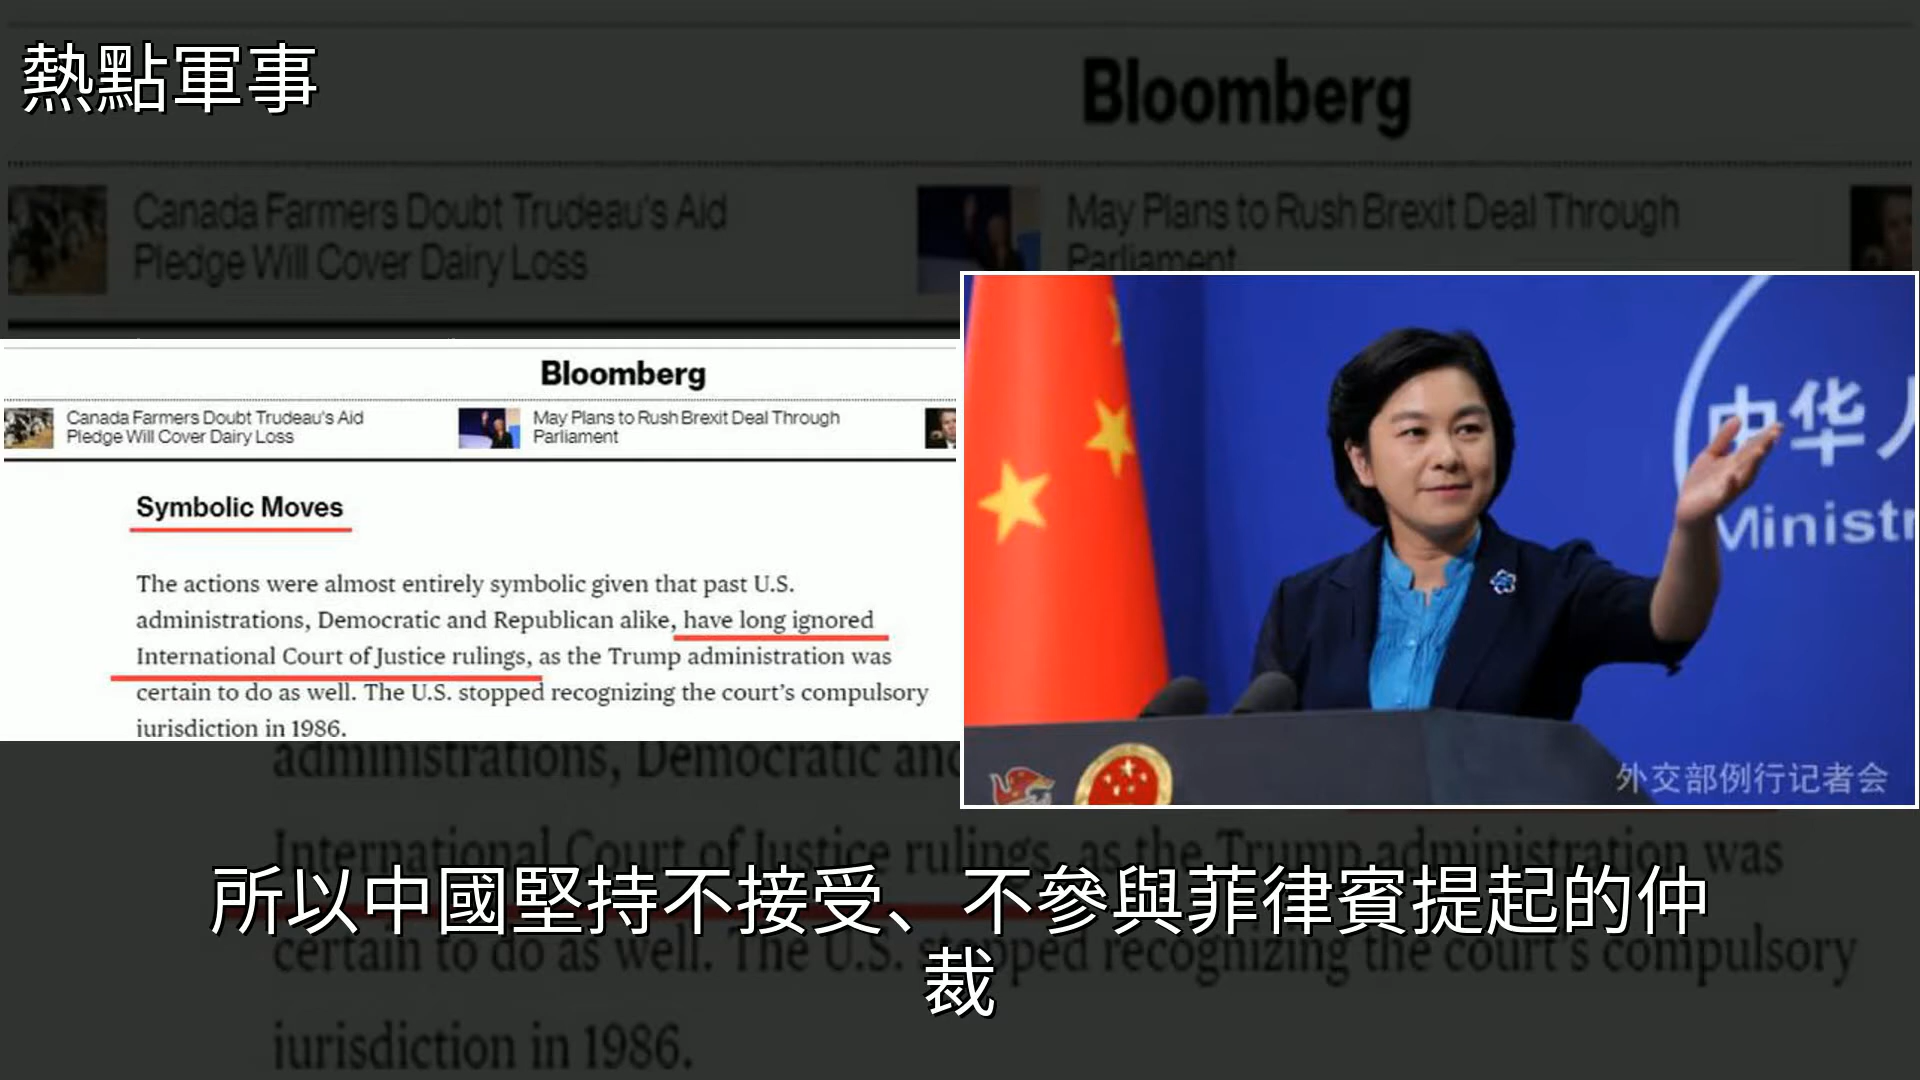 熱點軍事
Bloomberg
Canada Farmers Doubt Trudeau's Aid
Pledge Will Cover Dairy Loss
May Plans to Rush Brexit Deal Through
Parliament
Bloomberg
Canada Farmers Doubt Trudeau's Aid
Pledge Will Cover Dairy Loss
May Plans to Rush Brexit Deal Through
Parliament
Symbolic Moves
The actions were almost entirely symbolic given that past U.S.
administrations, Democratic and Republican alike, have long ignored
International Court of Justice rulings, as the Trump administration was
certain to do as well. The U.S. stopped recognizing the court's compulsory
jurisdiction in 1986.
中华人
Ministr
外交部例行记者会
administrations, Democratic and
International Court of Justice rulings, as the Trump administration was
所以中國堅持不接受、不參與菲律賓提起的仲
裁
certain to do as well. The U.S. stopped recognizing the court's compulsory
jurisdiction in 1986.